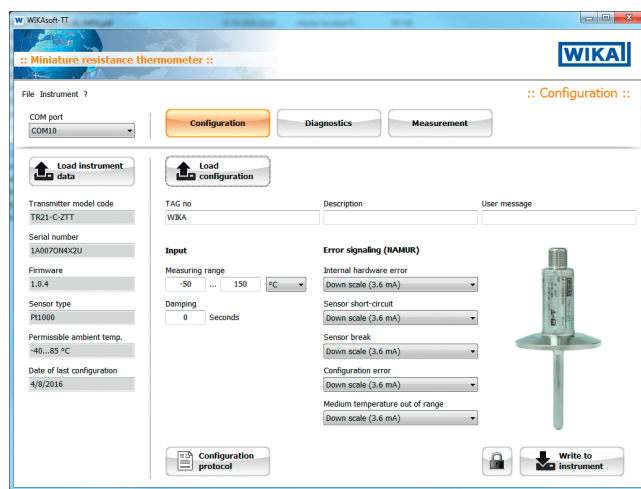 WIKAsoft-TT
:: Miniature resistance thermometer ::
WIKA
File Instrument ?
:: Configuration ::
COM port
COM10
Configuration
Diagnostics
Measurement
Load instrument
data
Load
configuration
Transmitter model code
TR21-C-ZTT
Serial number
1A007ON4X2U
Firmware
1.0.4
Sensor type
Pt1000
Permissible ambient temp.
-40...85 °C
Date of last configuration
4/8/2016
TAG no
WIKA
Description
User message
Input
Measuring range
-50 ... 150 °C
Damping
0 Seconds
Error signaling (NAMUR)
Internal hardware error
Down scale (3.6 mA)
Sensor short-circuit
Down scale (3.6 mA)
Sensor break
Down scale (3.6 mA)
Configuration error
Down scale (3.6 mA)
Medium temperature out of range
Down scale (3.6 mA)
Configuration
protocol
Write to
instrument